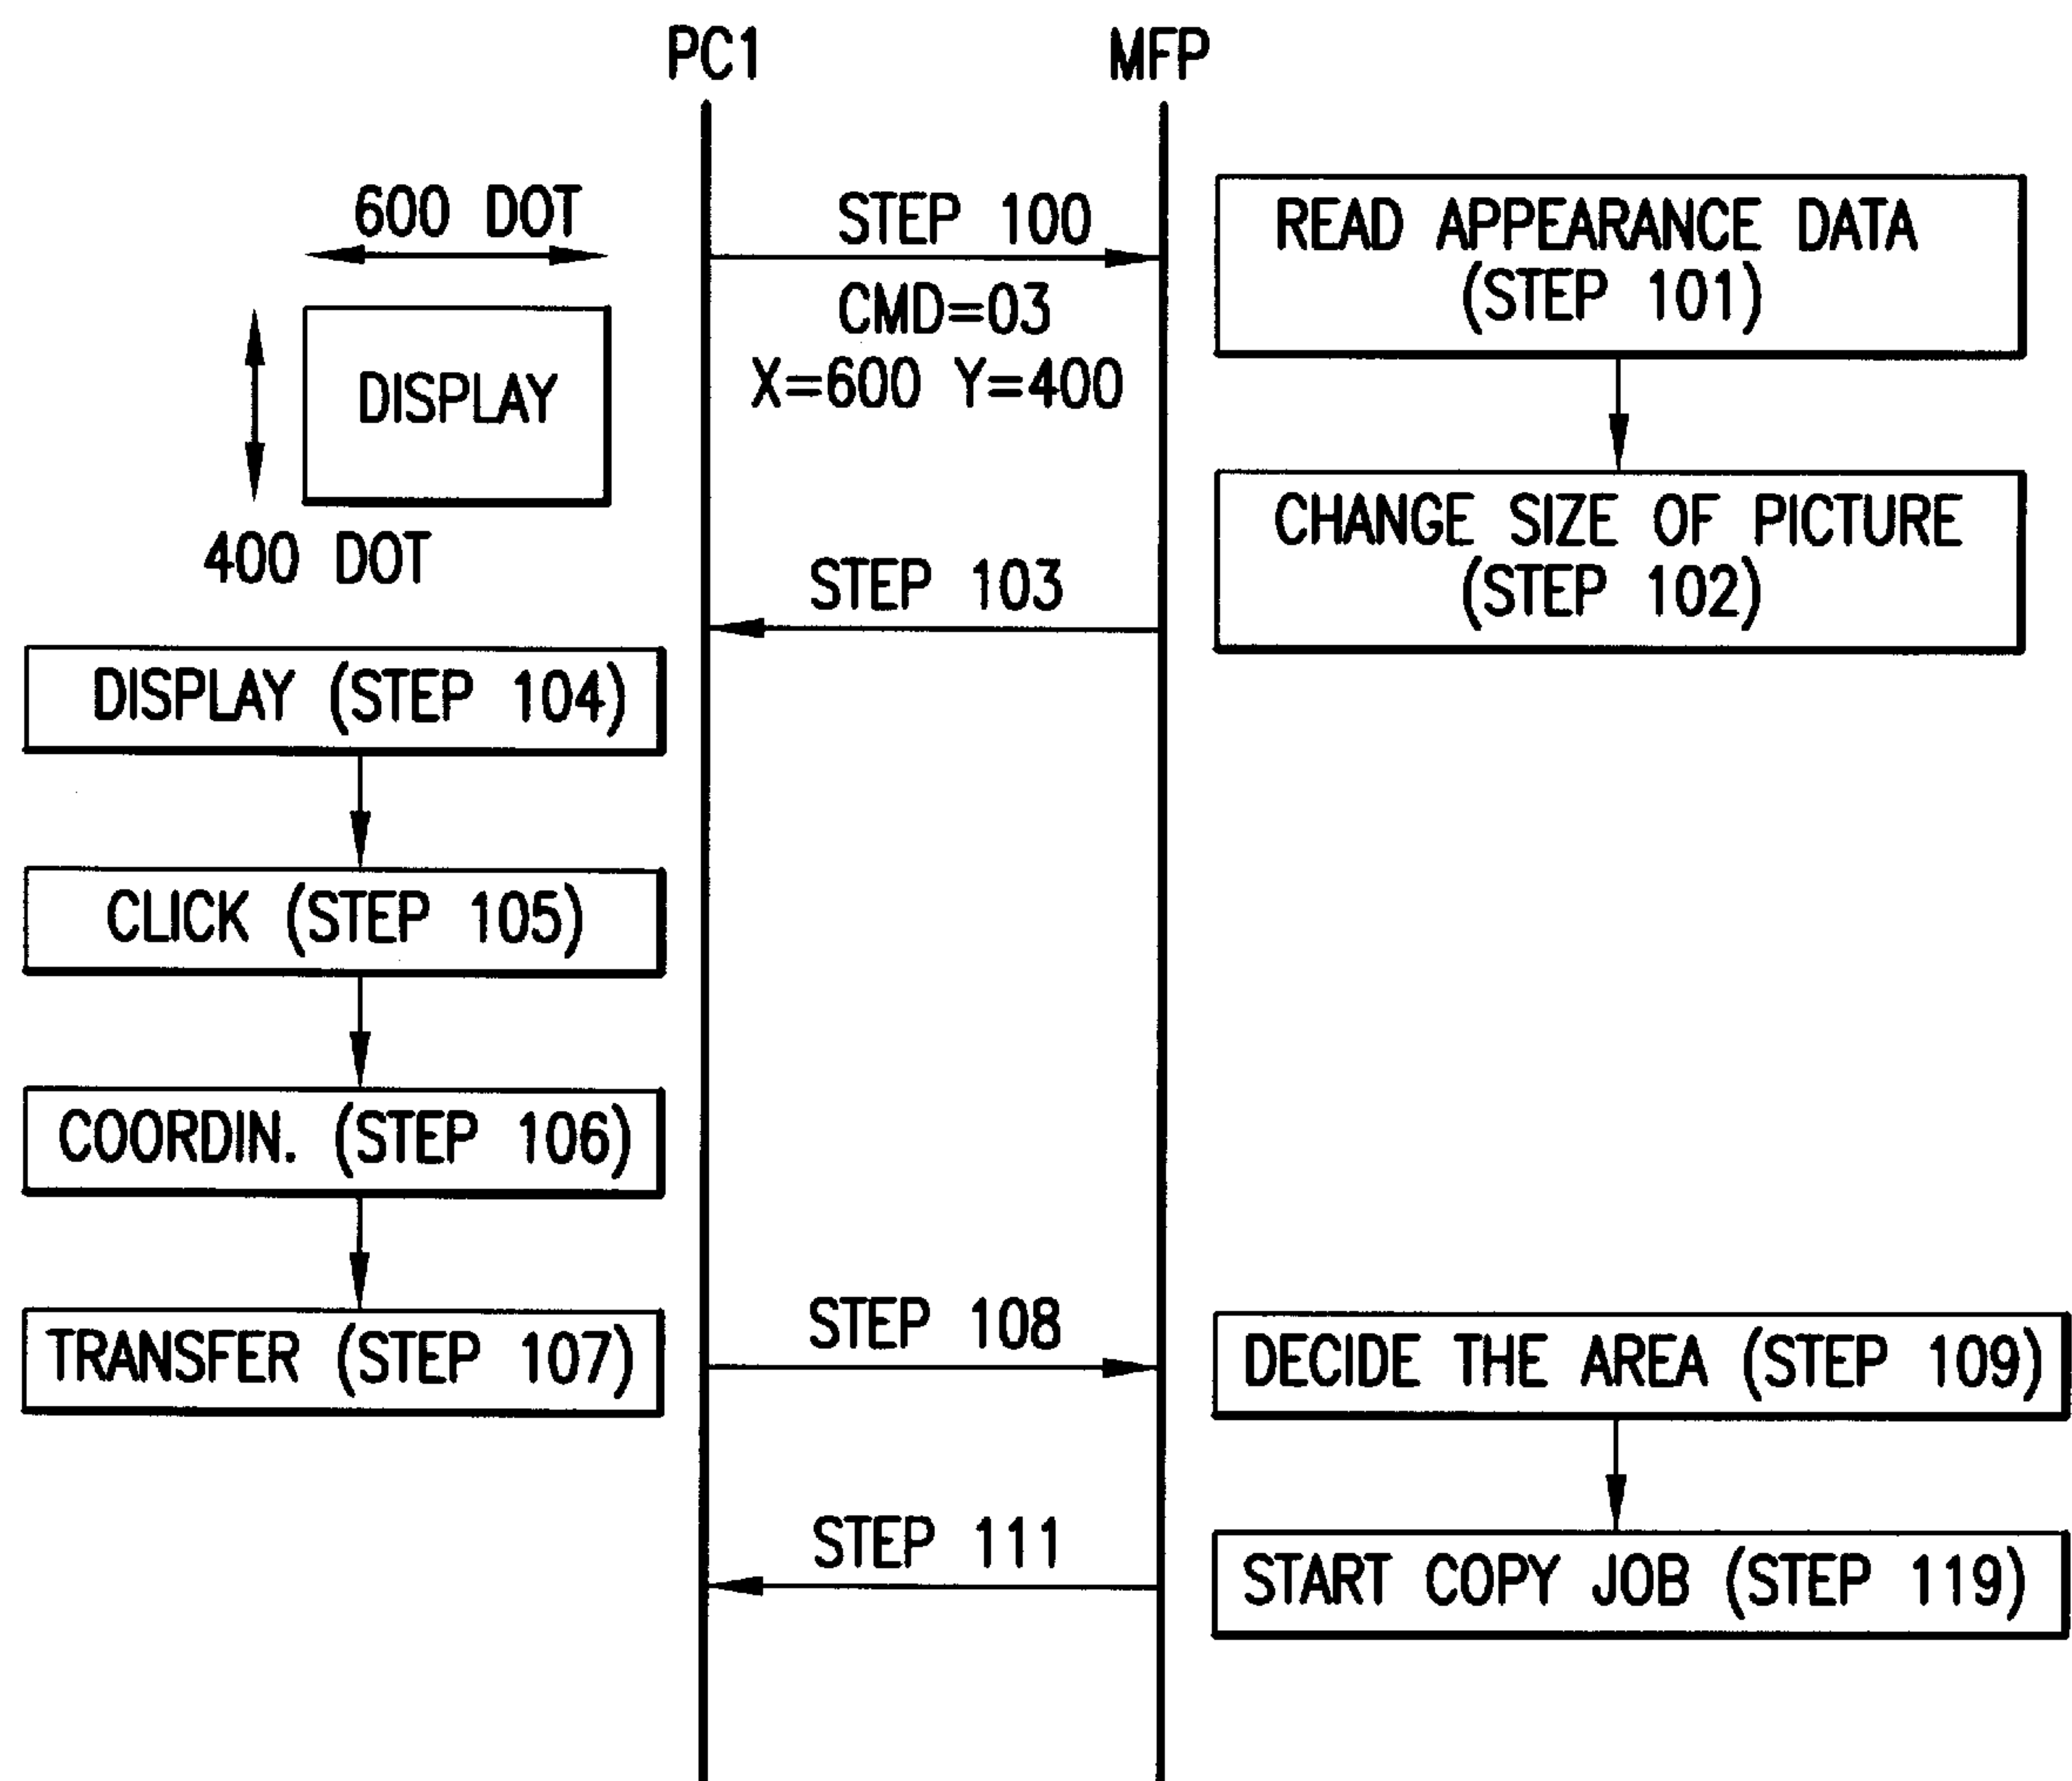 PC1
MFP
600 DOT
STEP 100
READ APPEARANCE DATA
(STEP 101)
CMD=03
X=600 Y=400
DISPLAY
400 DOT
CHANGE SIZE OF PICTURE
(STEP 102)
STEP 103
DISPLAY (STEP 104)
CLICK (STEP 105)
COORDIN. (STEP 106)
TRANSFER (STEP 107)
STEP 108
DECIDE THE AREA (STEP 109)
STEP 111
START COPY JOB (STEP 119)